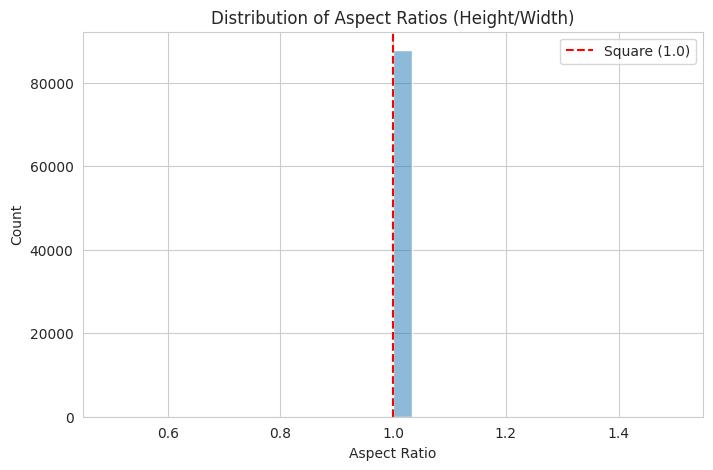 Distribution of Aspect Ratios (Height/Width)
Square (1.0)
80000
60000
40000
20000
0
Count
0.6 0.8 1.0 1.2 1.4
Aspect Ratio